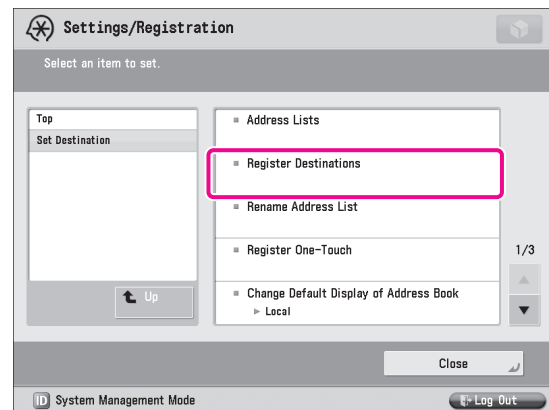 Settings/Registration
Select an item to set.
Top
Set Destination
Up
Address Lists
Register Destinations
Rename Address List
Register One-Touch
Change Default Display of Address Book
Local
1/3
Close
ID System Management Mode
Log Out